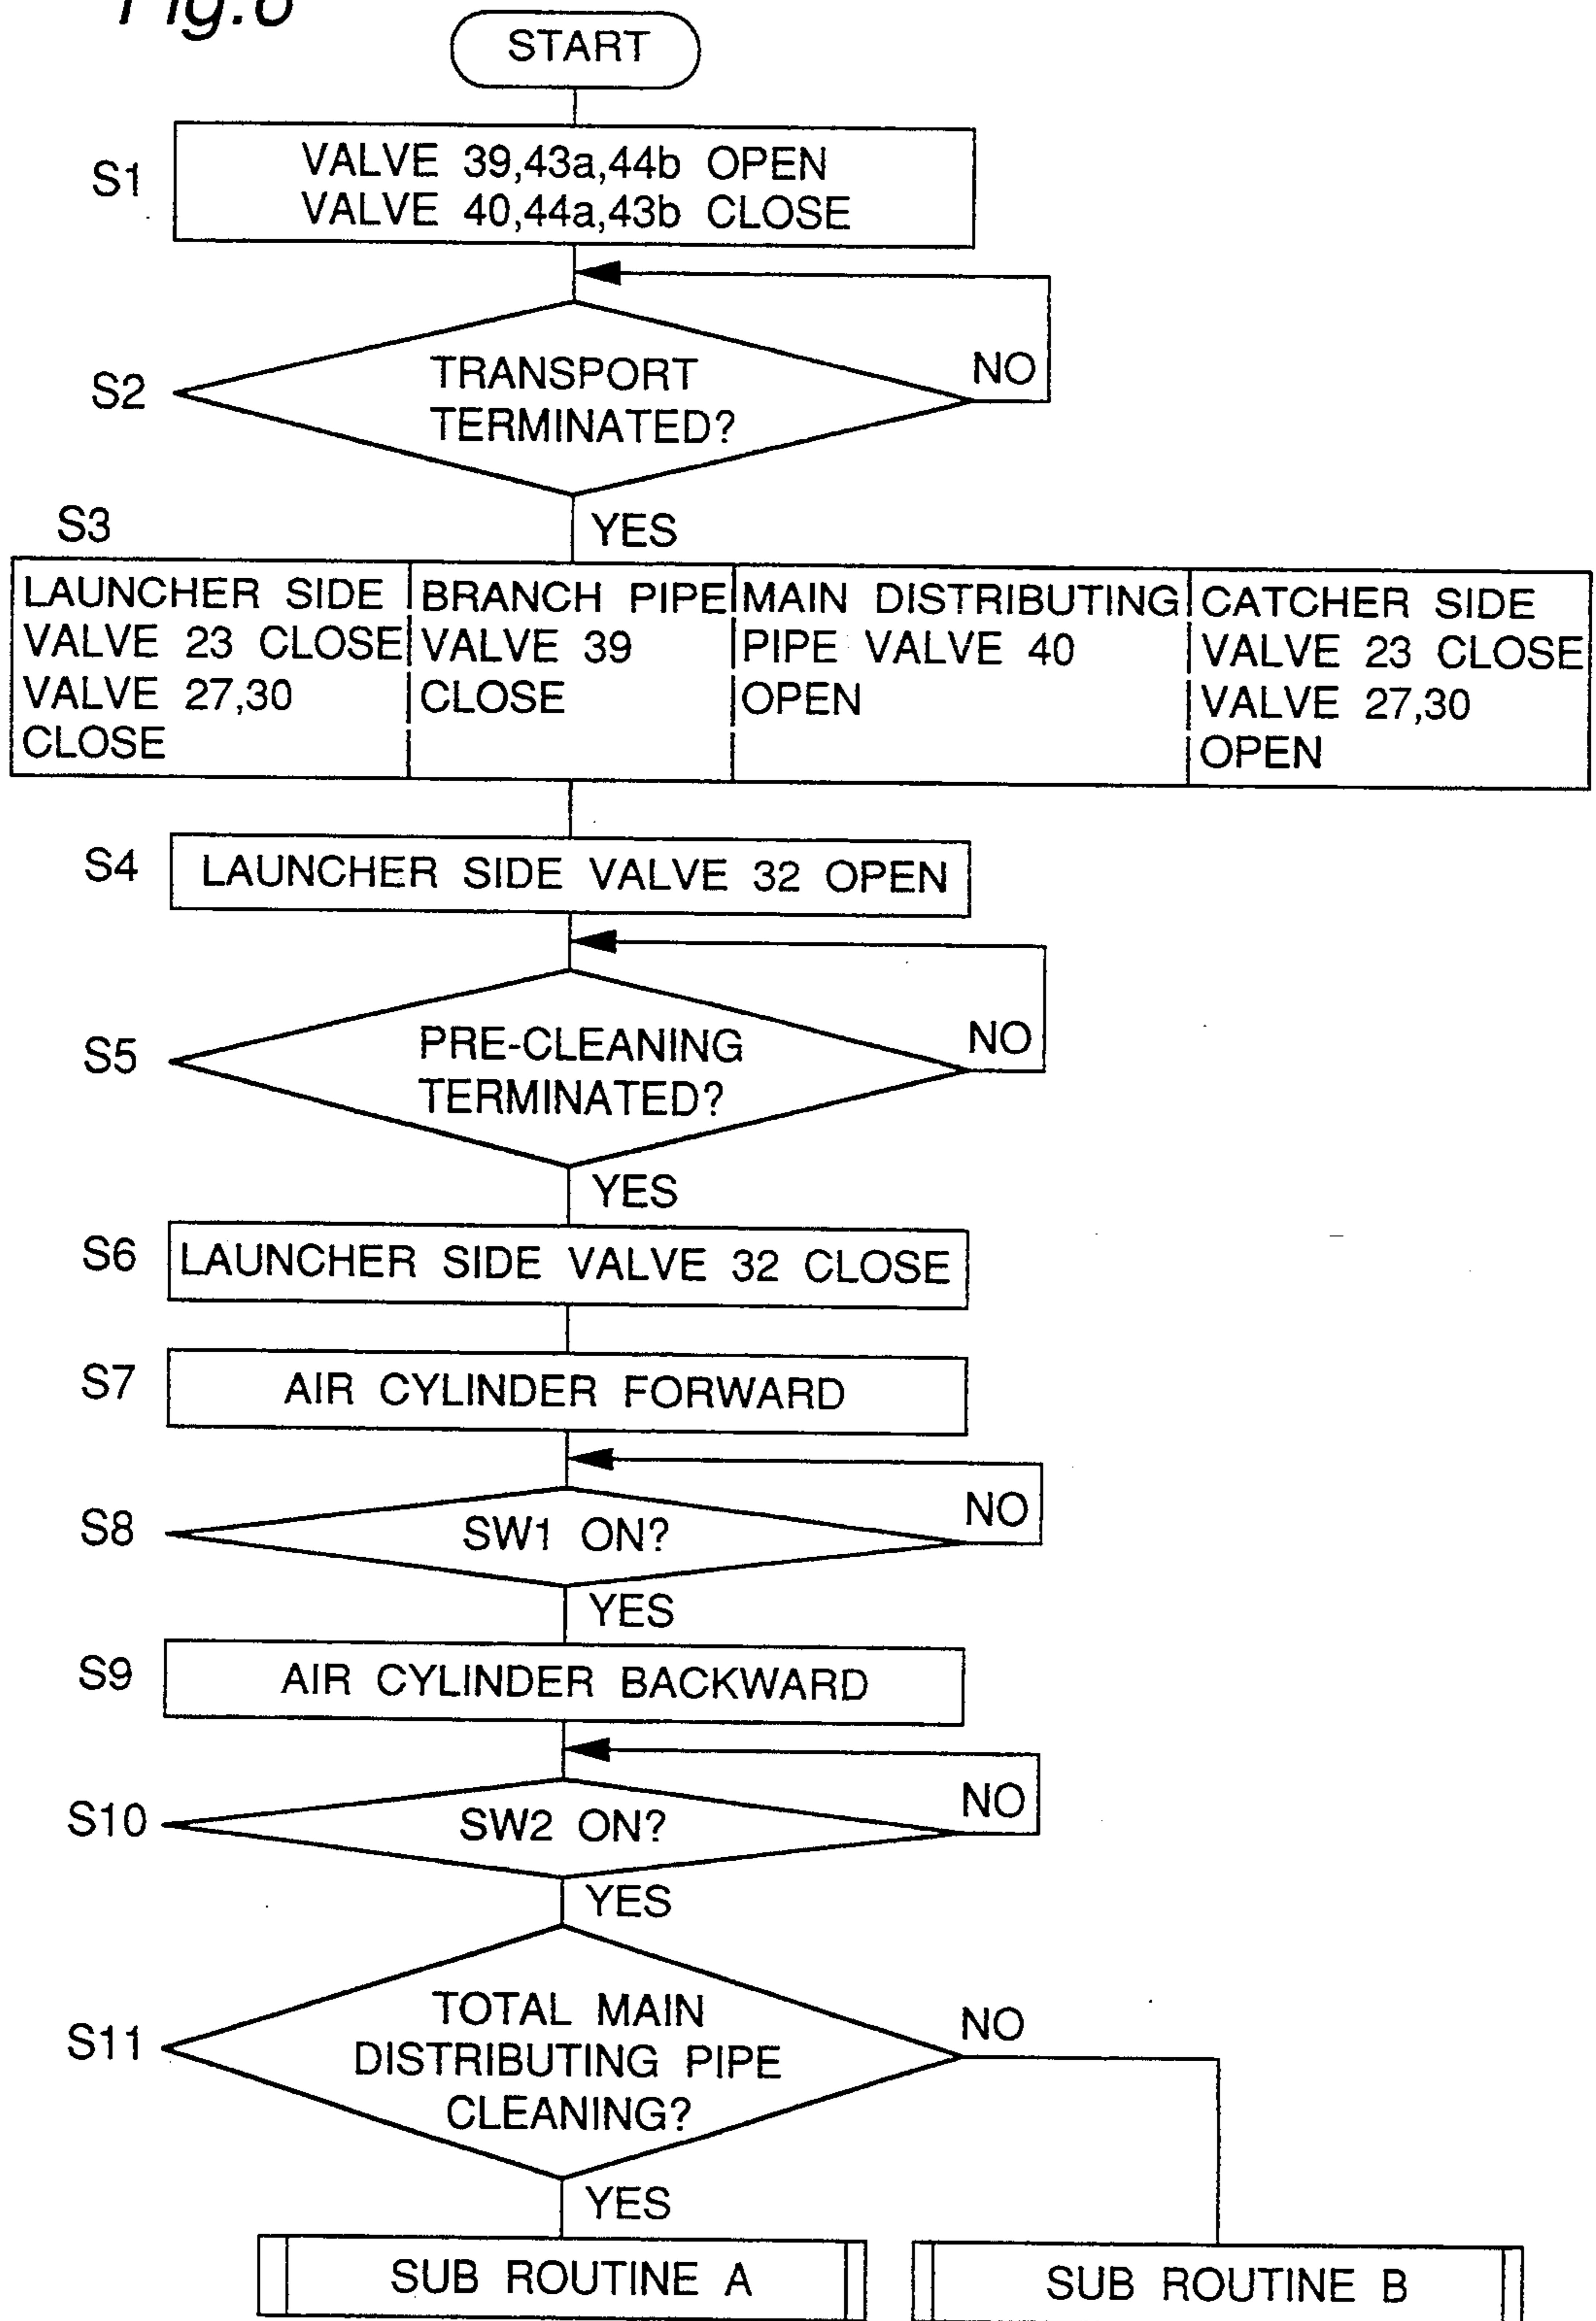 START
S1
VALVE 39,43a,44b OPEN
VALVE 40,44a,43b CLOSE
S2
TRANSPORT
TERMINATED?
NO
YES
S3
LAUNCHER SIDE
VALVE 23 CLOSE
VALVE 27,30
CLOSE
BRANCH PIPE
VALVE 39
CLOSE
MAIN DISTRIBUTING
PIPE VALVE 40
OPEN
CATCHER SIDE
VALVE 23 CLOSE
VALVE 27,30
OPEN
S4
LAUNCHER SIDE VALVE 32 OPEN
S5
PRE-CLEANING
TERMINATED?
NO
YES
S6
LAUNCHER SIDE VALVE 32 CLOSE
S7
AIR CYLINDER FORWARD
S8
SW1 ON?
NO
YES
S9
AIR CYLINDER BACKWARD
S10
SW2 ON?
NO
YES
S11
TOTAL MAIN
DISTRIBUTING PIPE
CLEANING?
NO
YES
SUB ROUTINE A
SUB ROUTINE B